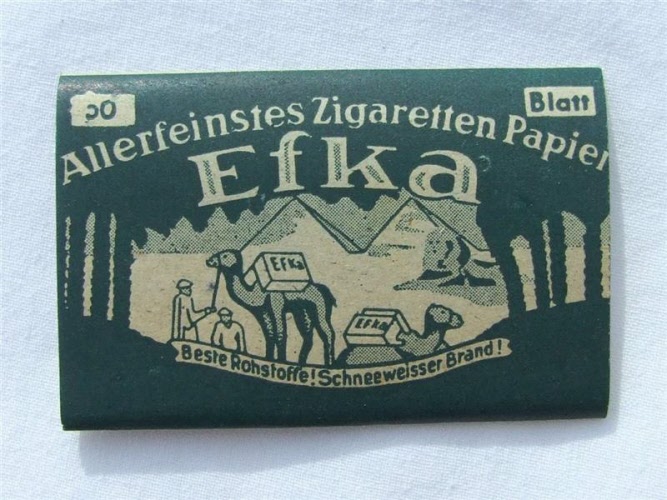 50 Blatt
Allerfeinstes Zigaretten Papier
Efka
EFKa
EFKa
Beste Rohstoffe! Schneeweisser Brand!